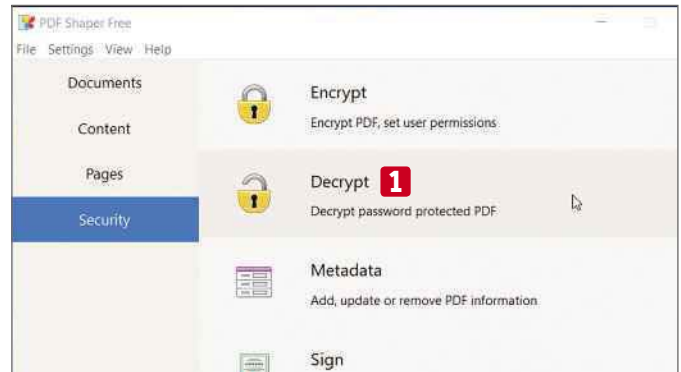 PDF Shaper Free
File Settings View Help
Documents
Content
Pages
Security
Encrypt
Encrypt PDF, set user permissions
Decrypt 1
Decrypt password protected PDF
Metadata
Add, update or remove PDF information
Sign